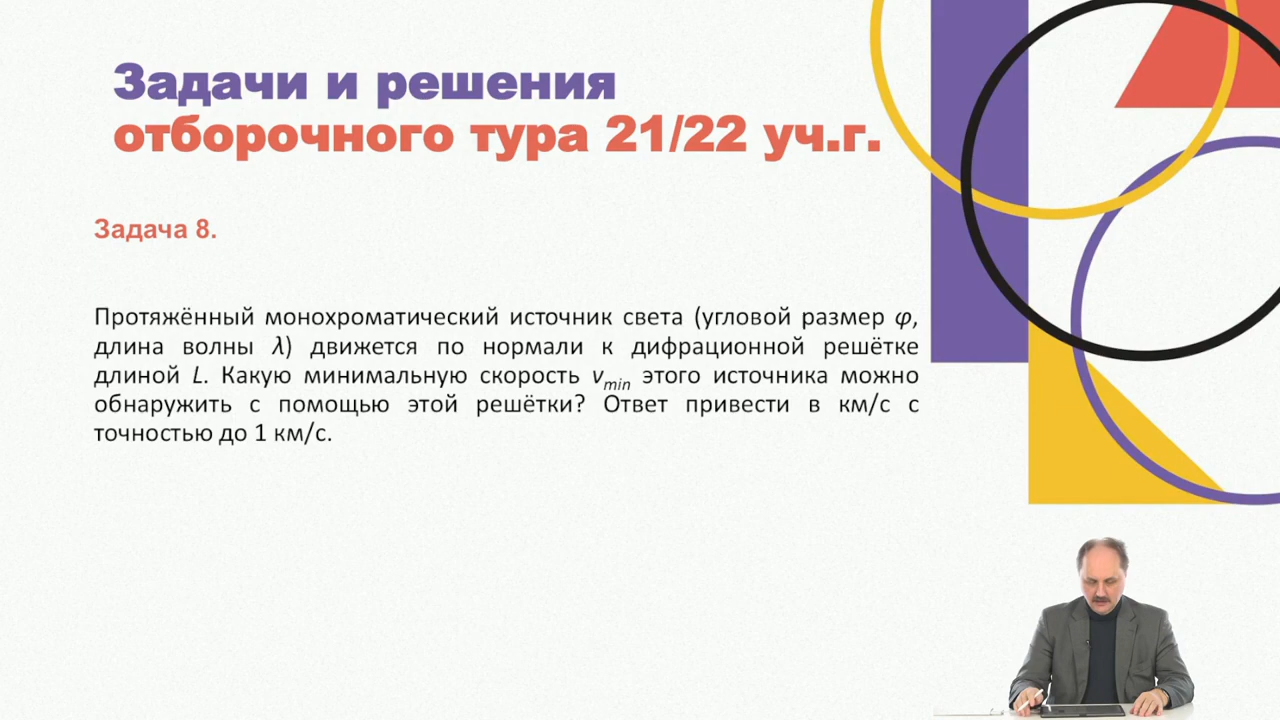 Задачи и решения
отборочного тура 21/22 уч.г.
Задача 8.
Протяжённый монохроматический источник света (угловой размер φ,
длина волны λ) движется по нормали к дифрационной решётке
длиной L. Какую минимальную скорость vmin этого источника можно
обнаружить с помощью этой решётки? Ответ привести в км/с с
точностью до 1 км/с.